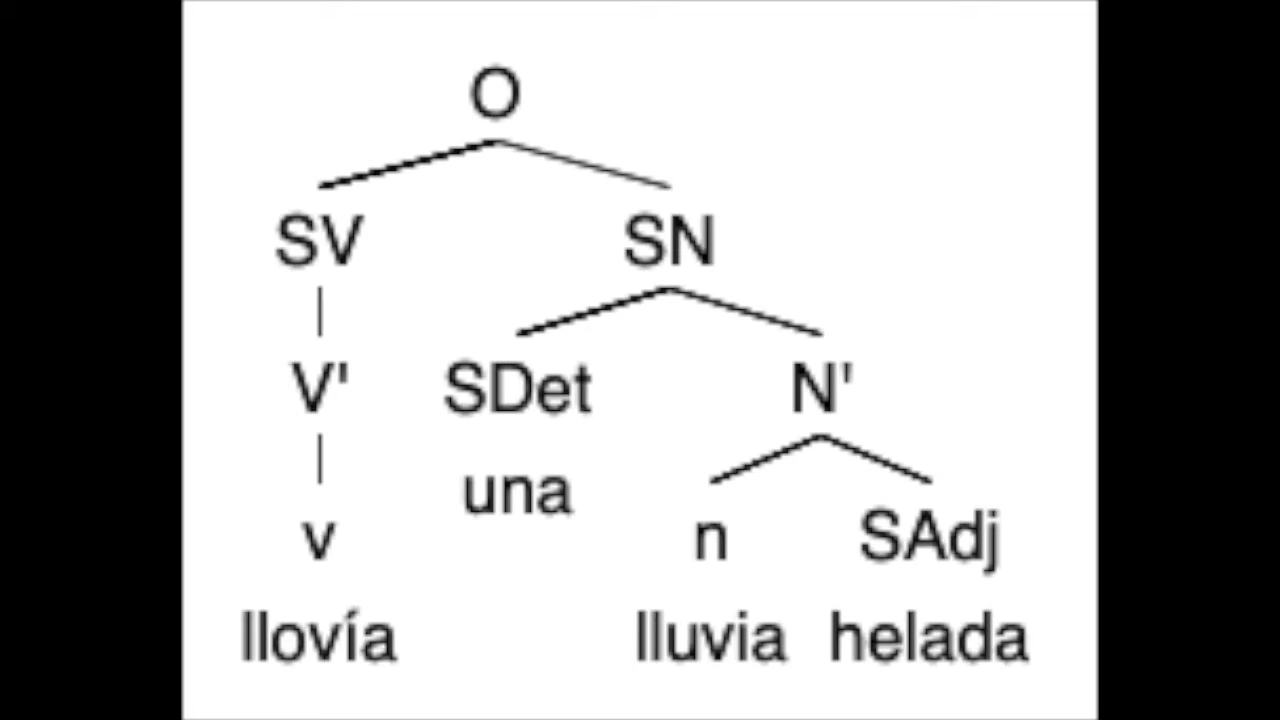 O
SV SN
V' SDet N'
una
v n SAdj
llovía lluvia helada